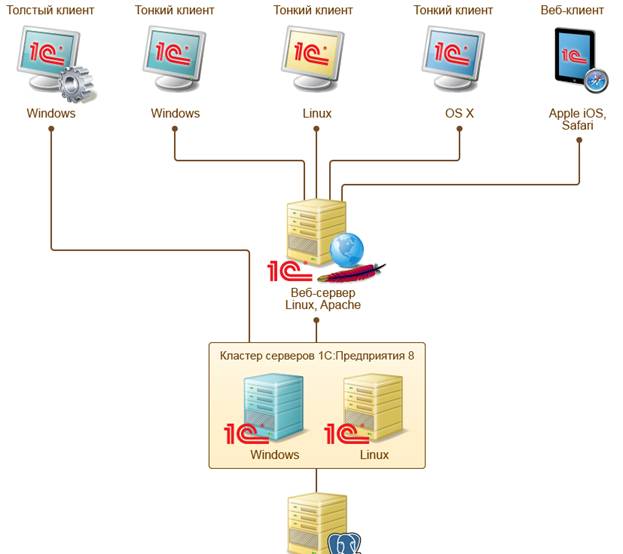 Толстый клиент
Тонкий клиент
Тонкий клиент
Тонкий клиент
Веб-клиент
1С
1С
1С
1С
1С
Windows
Windows
Linux
OS X
Apple iOS,
Safari
1С
Веб-сервер
Linux, Apache
Кластер серверов 1С:Предприятия 8
1С
1С
Windows
Linux